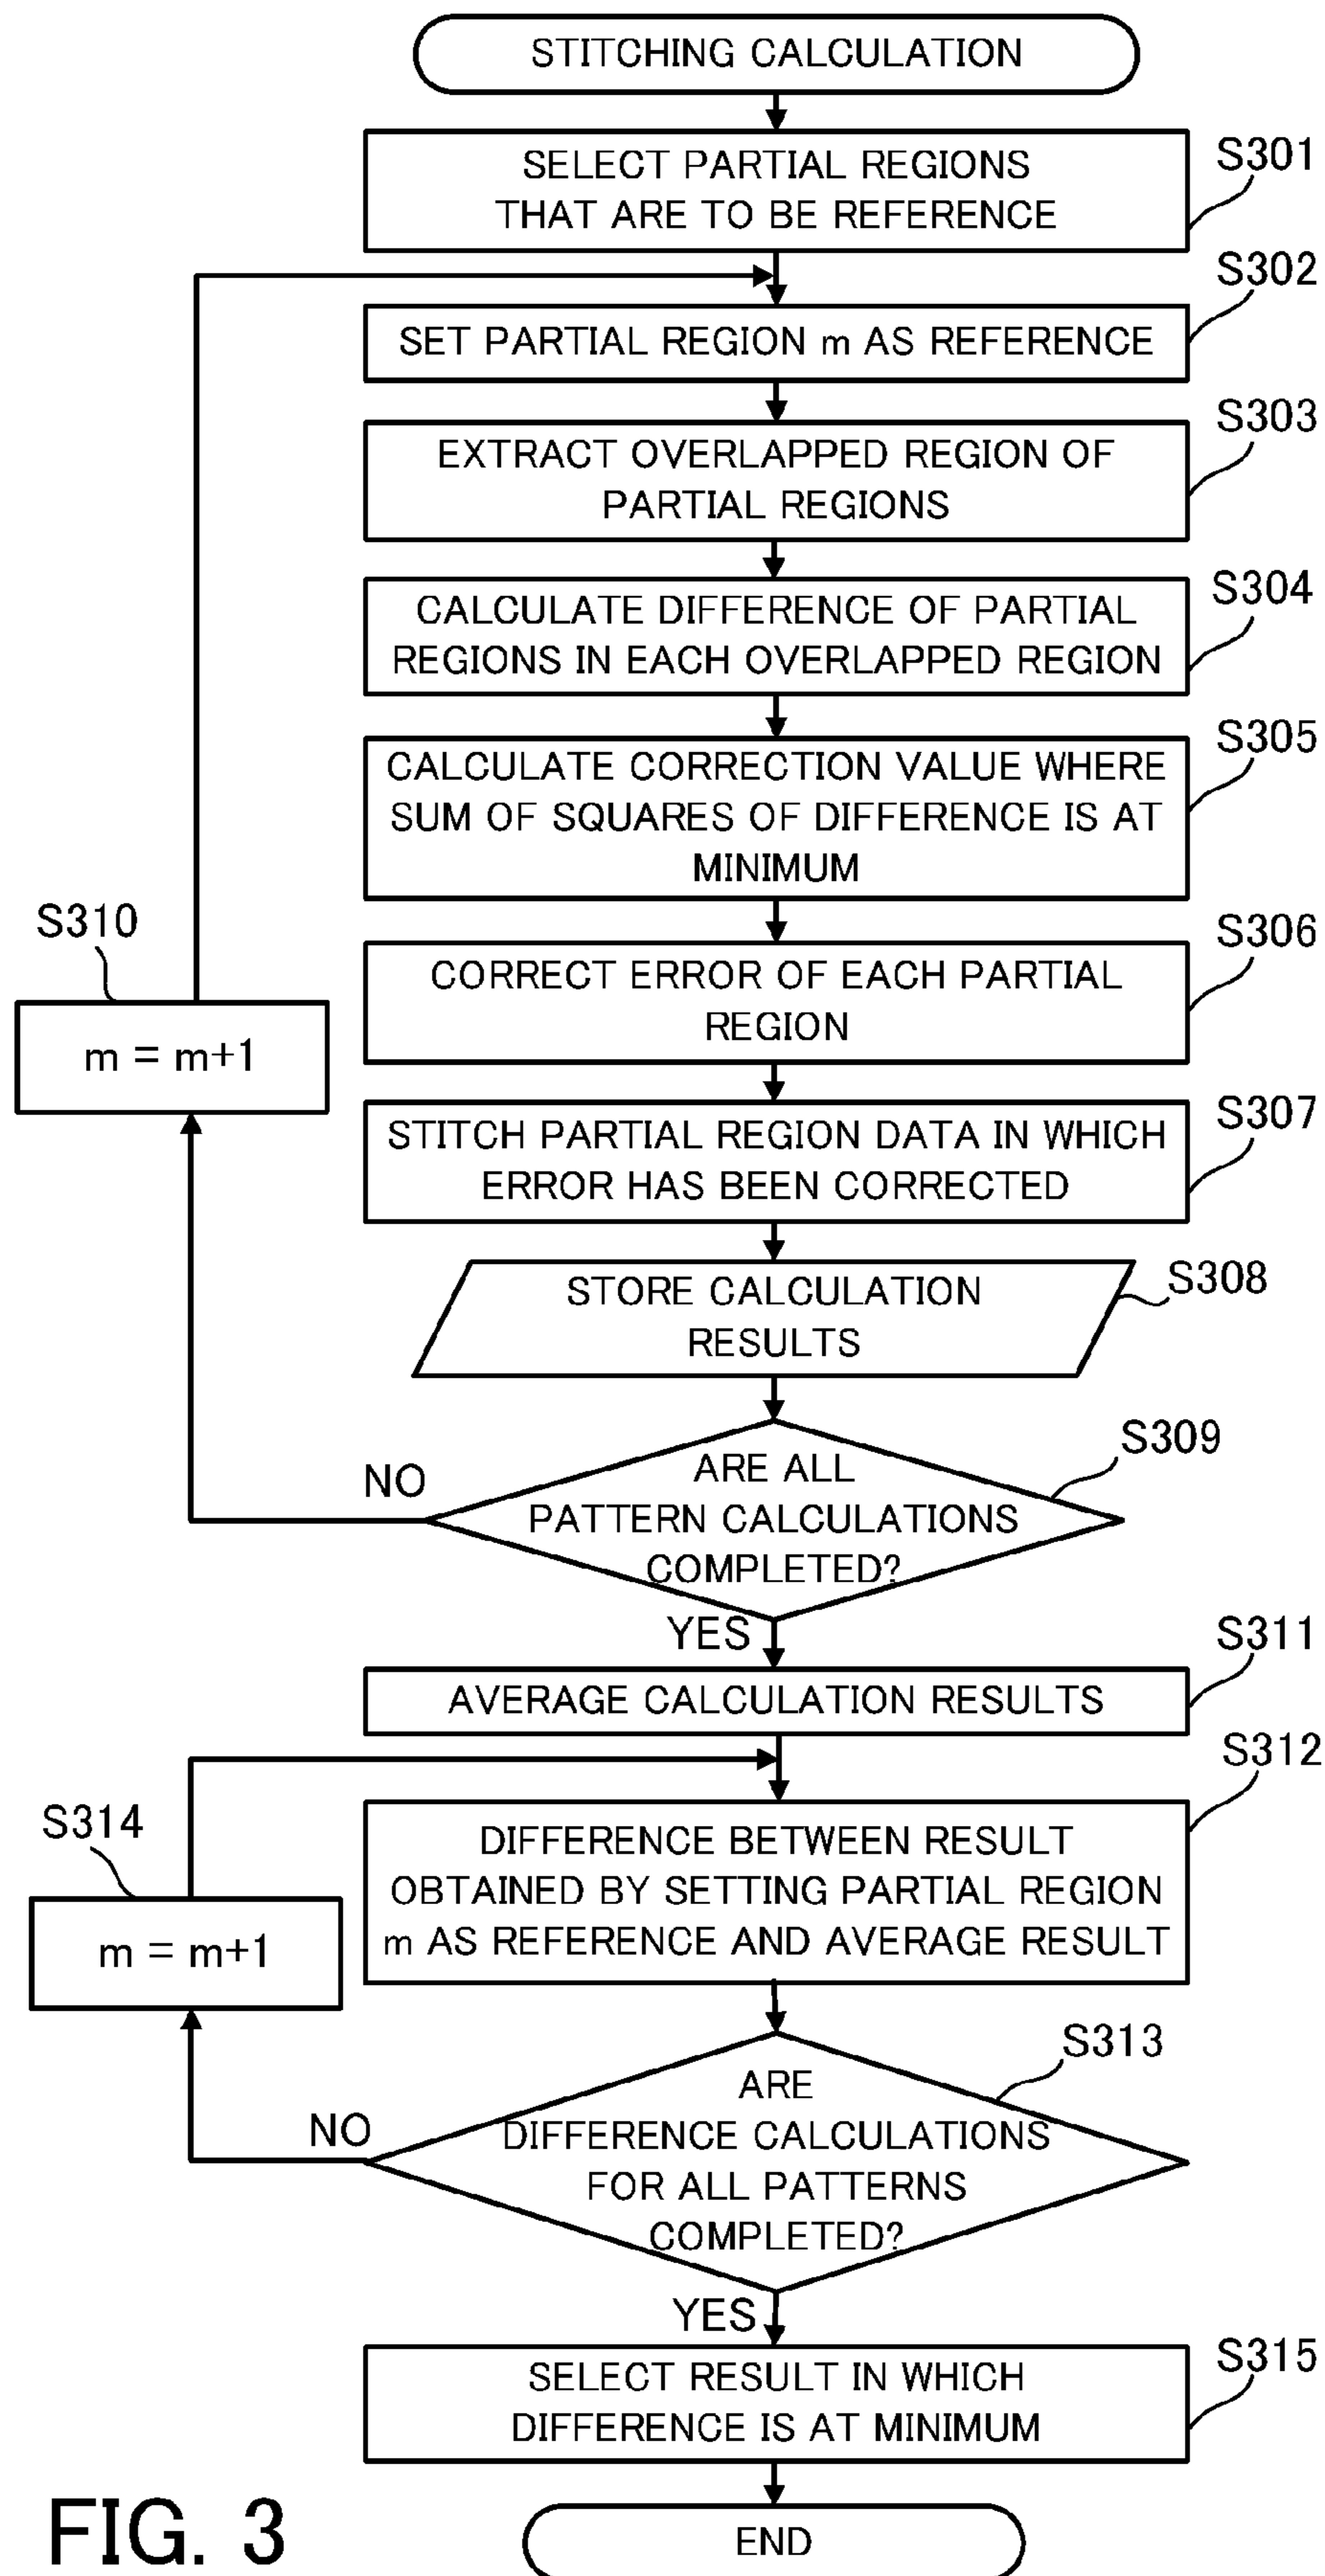 STITCHING CALCULATION
S301
SELECT PARTIAL REGIONS
THAT ARE TO BE REFERENCE
S302
SET PARTIAL REGION m AS REFERENCE
S303
EXTRACT OVERLAPPED REGION OF
PARTIAL REGIONS
S304
CALCULATE DIFFERENCE OF PARTIAL
REGIONS IN EACH OVERLAPPED REGION
S305
CALCULATE CORRECTION VALUE WHERE
SUM OF SQUARES OF DIFFERENCE IS AT
MINIMUM
S310
m = m+1
S306
CORRECT ERROR OF EACH PARTIAL
REGION
S307
STITCH PARTIAL REGION DATA IN WHICH
ERROR HAS BEEN CORRECTED
S308
STORE CALCULATION
RESULTS
S309
NO
ARE ALL
PATTERN CALCULATIONS
COMPLETED?
YES
S311
AVERAGE CALCULATION RESULTS
S312
S314
m = m+1
DIFFERENCE BETWEEN RESULT
OBTAINED BY SETTING PARTIAL REGION
m AS REFERENCE AND AVERAGE RESULT
S313
NO
ARE
DIFFERENCE CALCULATIONS
FOR ALL PATTERNS
COMPLETED?
YES
S315
SELECT RESULT IN WHICH
DIFFERENCE IS AT MINIMUM
END
FIG. 3